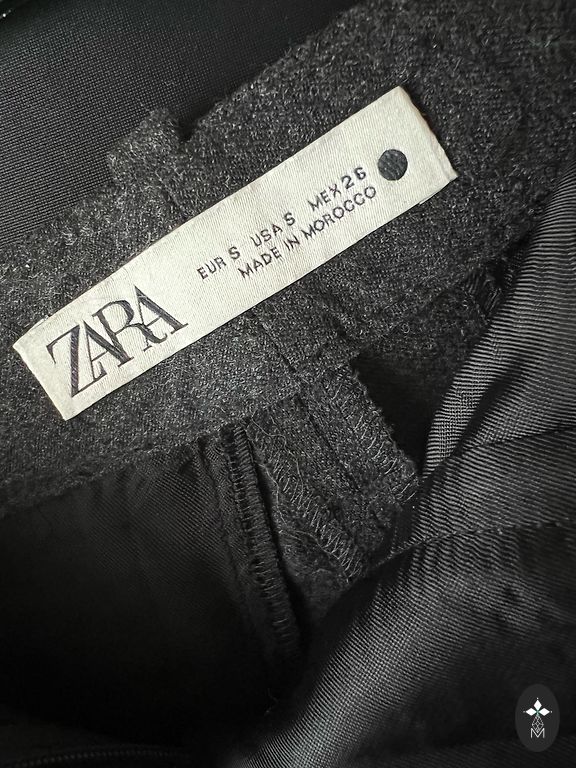 ZARA
EUR S USA S MEX 26
MADE IN MOROCCO
M